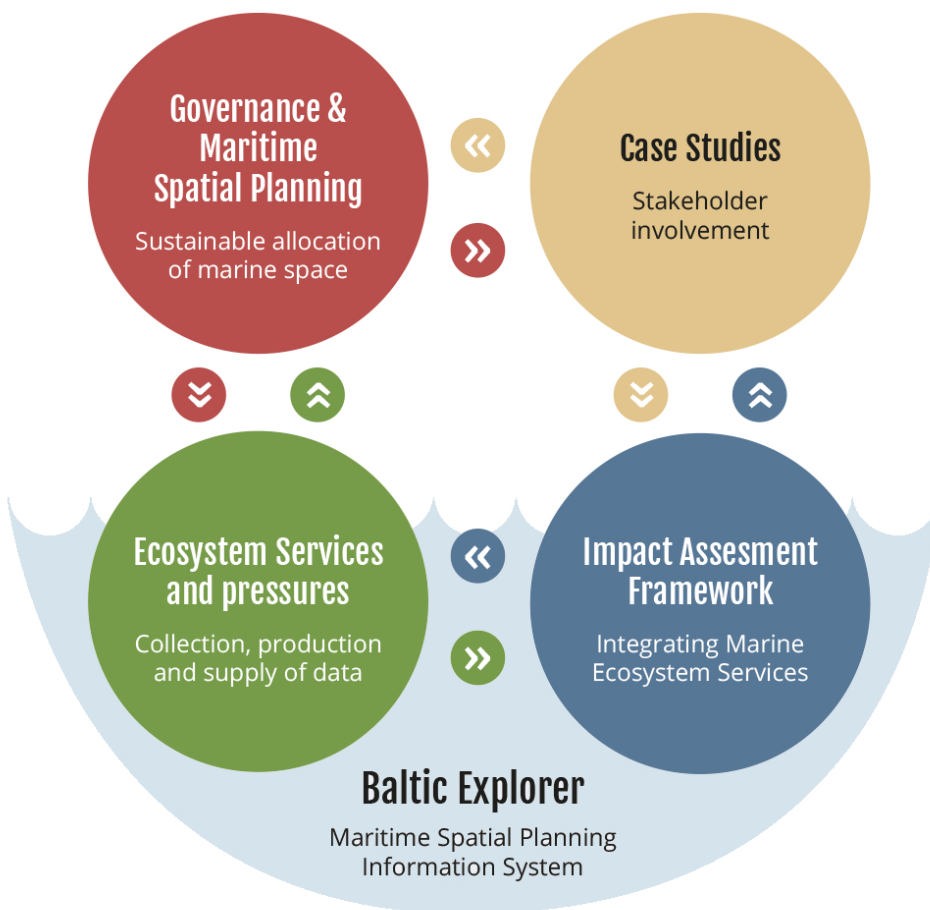 Governance &
Maritime
Spatial Planning
Sustainable allocation
of marine space
Case Studies
Stakeholder
involvement
Ecosystem Services
and pressures
Collection, production
and supply of data
Impact Assesment
Framework
Integrating Marine
Ecosystem Services
Baltic Explorer
Maritime Spatial Planning
Information System